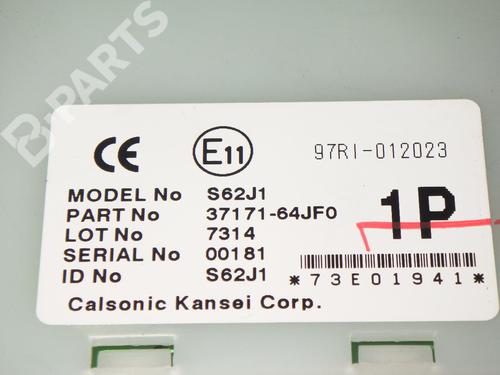 B-PARTS
CE E11 97RI-012023
MODEL No S62J1
PART No 37171-64JF0
LOT No 7314
SERIAL No 00181
ID No S62J1
1P
*73E01941*
Calsonic Kansei Corp.